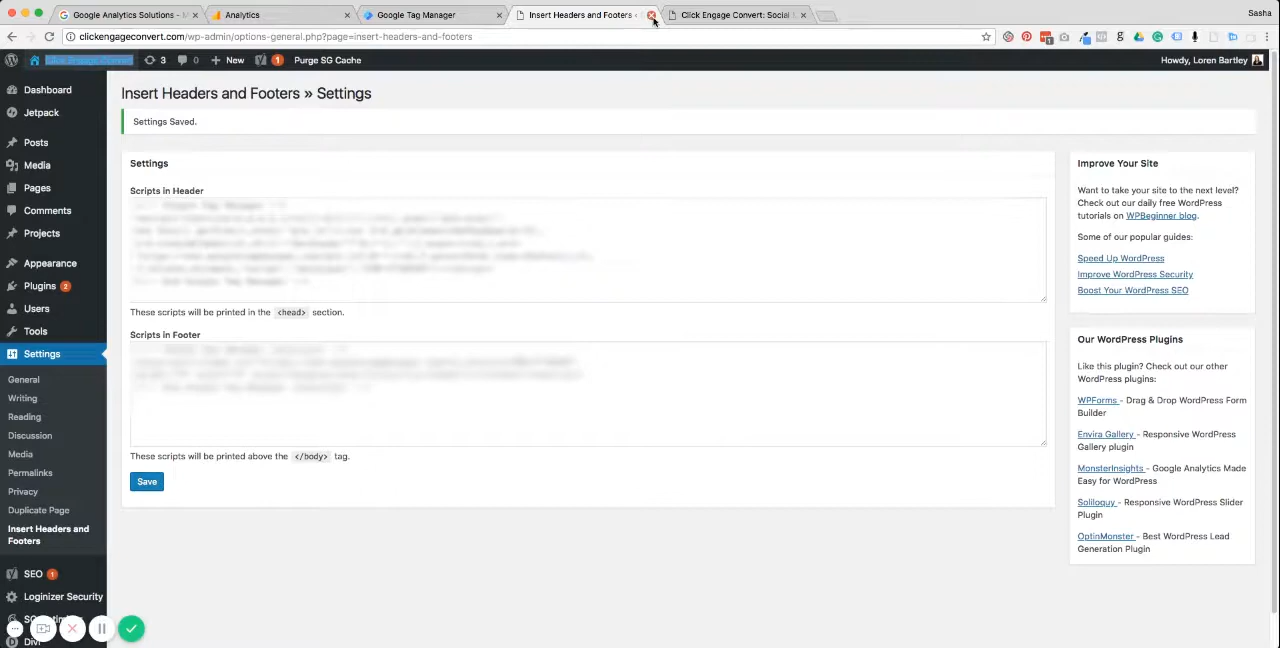 Google Analytics Solutions - M
Analytics
Google Tag Manager
Insert Headers and Footers ‹
Click Engage Convert: Social
Sasha
clickengageconvert.com/wp-admin/options-general.php?page=insert-headers-and-footers
Click Engage Convert
3
0
New
1
Purge SG Cache
Howdy, Loren Bartley
Dashboard
Jetpack
Posts
Media
Pages
Comments
Projects
Appearance
Plugins 2
Users
Tools
Settings
General
Writing
Reading
Discussion
Media
Permalinks
Privacy
Duplicate Page
Insert Headers and
Footers
SEO 1
Loginizer Security
Divi
Insert Headers and Footers » Settings
Settings Saved.
Settings
Scripts in Header
These scripts will be printed in the <head> section.
Scripts in Footer
These scripts will be printed above the </body> tag.
Save
Improve Your Site
Want to take your site to the next level?
Check out our daily free WordPress
tutorials on WPBeginner blog.
Some of our popular guides:
Speed Up WordPress
Improve WordPress Security
Boost Your WordPress SEO
Our WordPress Plugins
Like this plugin? Check out our other
WordPress plugins:
WPForms - Drag & Drop WordPress Form
Builder
Envira Gallery - Responsive WordPress
Gallery plugin
MonsterInsights - Google Analytics Made
Easy for WordPress
Soliloquy - Responsive WordPress Slider
Plugin
OptinMonster - Best WordPress Lead
Generation Plugin